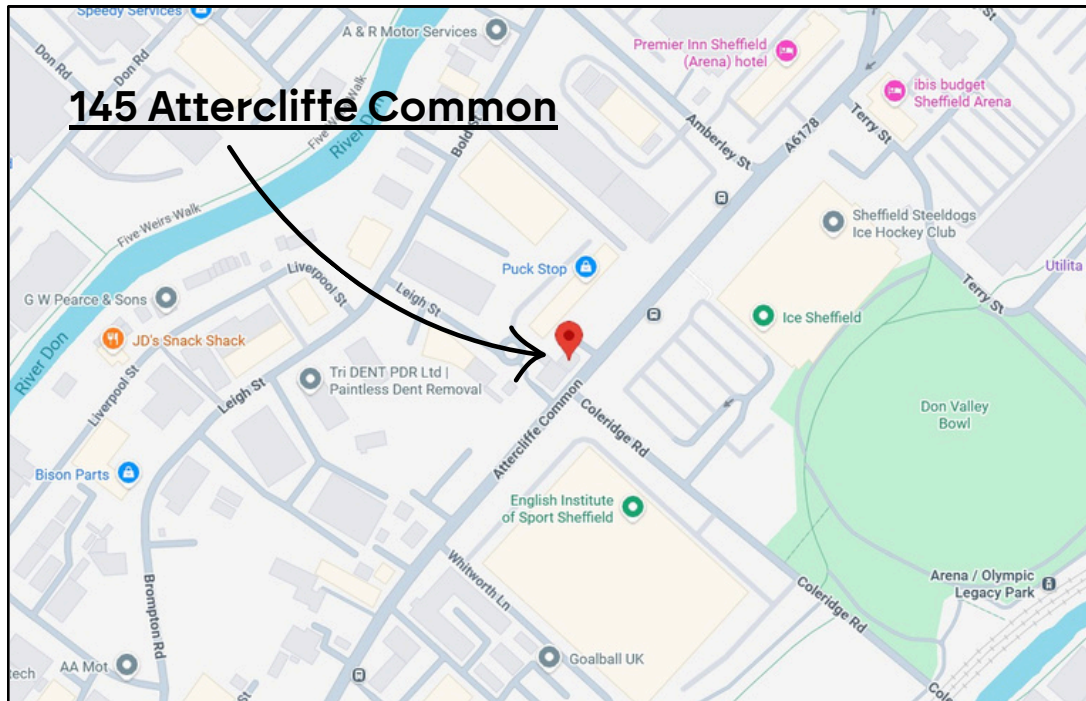 Speedy Services
A & R Motor Services
Premier Inn Sheffield
(Arena) hotel
ibis budget
Sheffield Arena
Don Rd
Don Rd
145 Attercliffe Common
Five Weirs Walk
River Don
Bold St
Amberley St
A6178
Terry St
Five-Weirs Walk
Sheffield Steeldogs
Ice Hockey Club
Utilita
Terry St
Liverpool St
Leigh St
Puck Stop
G W Pearce & Sons
Ice Sheffield
JD's Snack Shack
River Don
Liverpool St
Leigh St
Tri DENT PDR Ltd |
Paintless Dent Removal
Attercliffe Common
Coleridge Rd
Don Valley
Bowl
Bison Parts
English Institute
of Sport Sheffield
Whitworth Ln
Brompton Rd
Arena / Olympic
Legacy Park
Coleridge Rd
Goalball UK
AA Mot
tech
St
Cole